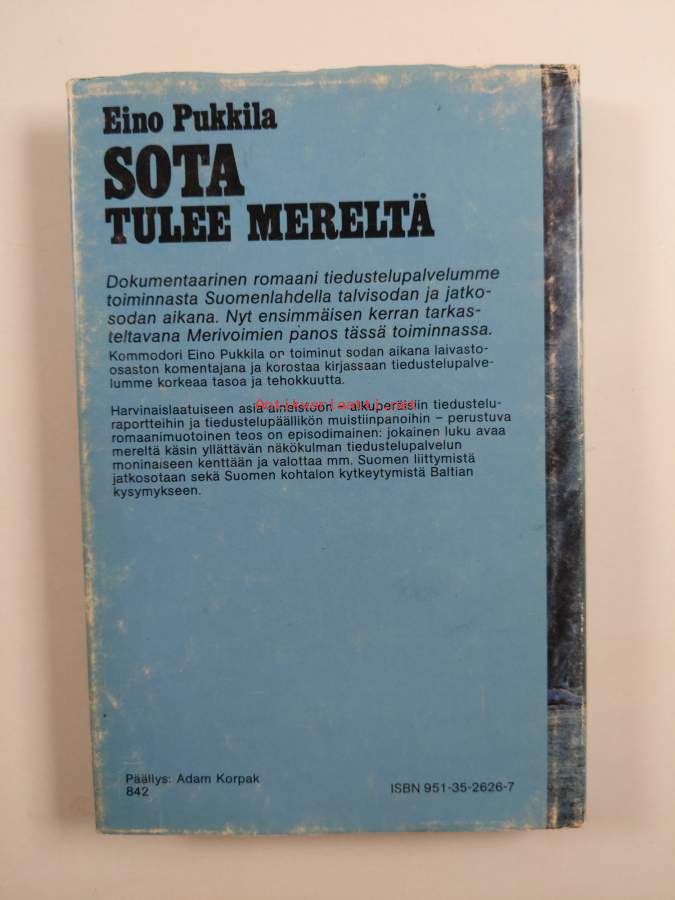 Eino Pukkila
SOTA
TULEE MERELTÄ
Dokumentaarinen romaani tiedustelupalvelumme
toiminnasta Suomenlahdella talvisodan ja jatko-
sodan aikana. Nyt ensimmäisen kerran tarkas-
teltavana Merivoimien panos tässä toiminnassa.
Kommodori Eino Pukkila on toiminut sodan aikana laivasto-
osaston komentajana ja korostaa kirjassaan tiedustelupalve-
lumme korkeaa tasoa ja tehokkuutta.
Antikvariaatti.net
Harvinaislaatuiseen asia-aineistoon – alkuperäisiin tiedustelu-
raportteihin ja tiedustelupäällikön muistiinpanoihin – perustuva
romaanimuotoinen teos on episodimainen: jokainen luku avaa
mereltä käsin yllättävän näkökulman tiedustelupalvelun
moninaiseen kenttään ja valottaa mm. Suomen liittymistä
jatkosotaan sekä Suomen kohtalon kytkeytymistä Baltian
kysymykseen.
Päällys: Adam Korpak
842
ISBN 951-35-2626-7